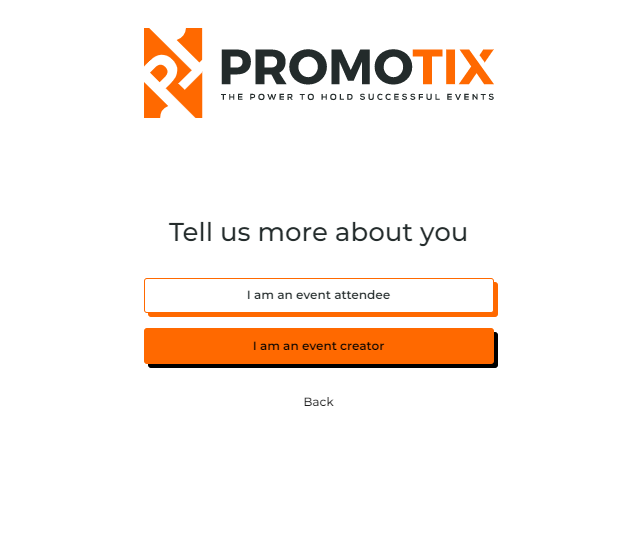 PROMOTIX
THE POWER TO HOLD SUCCESSFUL EVENTS
Tell us more about you
I am an event attendee
I am an event creator
Back